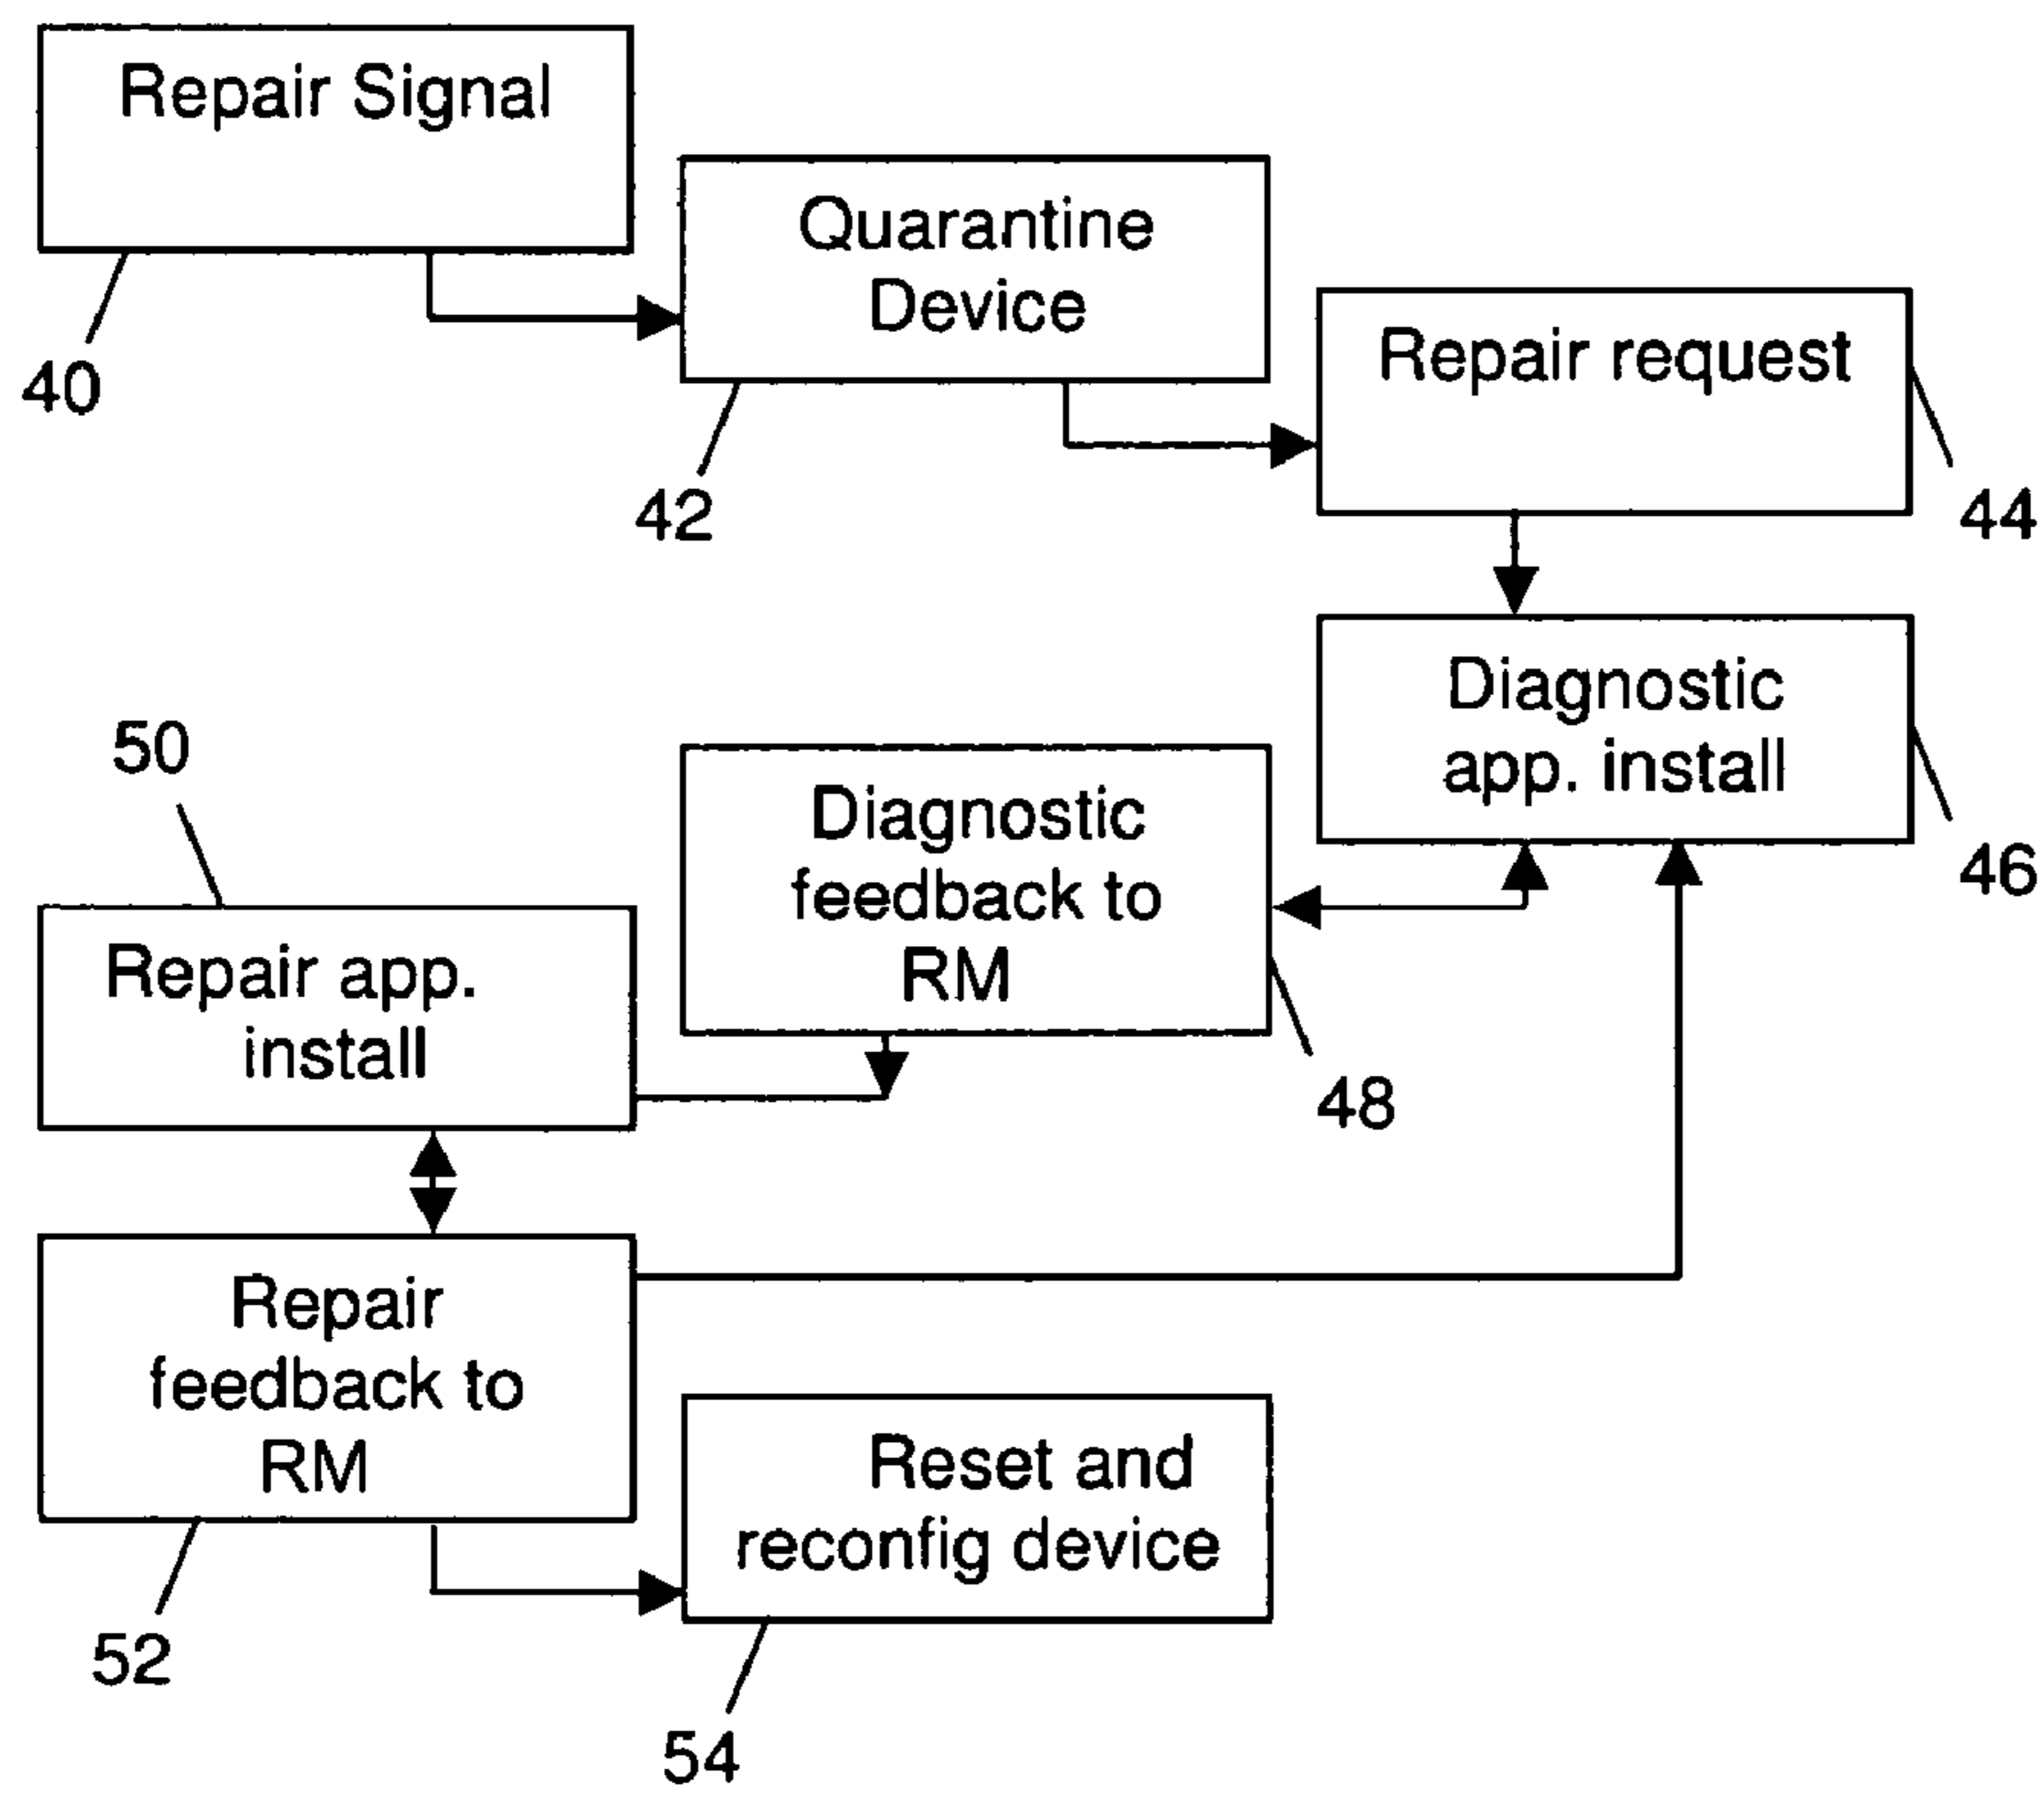 Repair Signal
40
Quarantine
Device
42
Repair request
44
Diagnostic
app. install
46
Diagnostic
feedback to
RM
48
50
Repair app.
install
Repair
feedback to
RM
52
Reset and
reconfig device
54